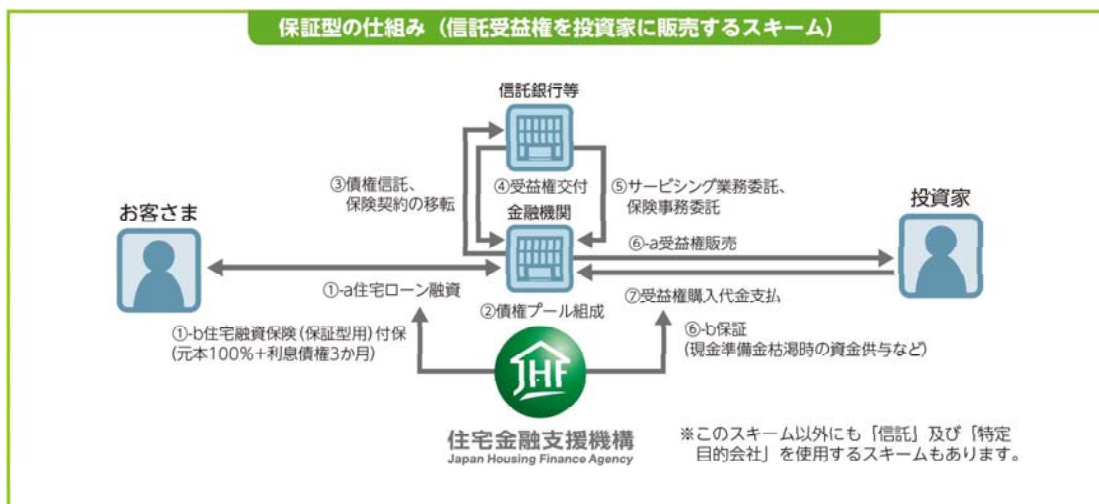 保証型の仕組み（信託受益権を投資家に販売するスキーム）
信託銀行等
③債権信託、
保険契約の移転
④受益権交付
⑤サービシング業務委託、
保険事務委託
お客さま
金融機関
投資家
⑥-a受益権販売
①-a住宅ローン融資
②債権プール組成
⑦受益権購入代金支払
①-b住宅融資保険（保証型用）付保
（元本100％＋利息債権3か月）
⑥-b保証
（現金準備金枯渇時の資金供与など）
JHF
住宅金融支援機構
Japan Housing Finance Agency
※このスキーム以外にも「信託」及び「特定
目的会社」を使用するスキームもあります。